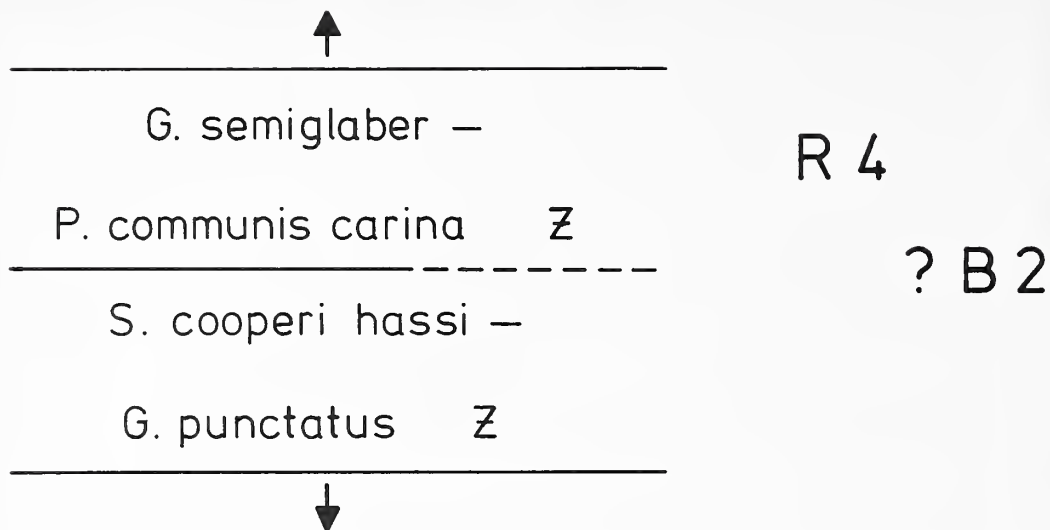 G. semiglaber –
R 4
P. communis carina Ƶ
? B 2
S. cooperi hassi –
G. punctatus Ƶ